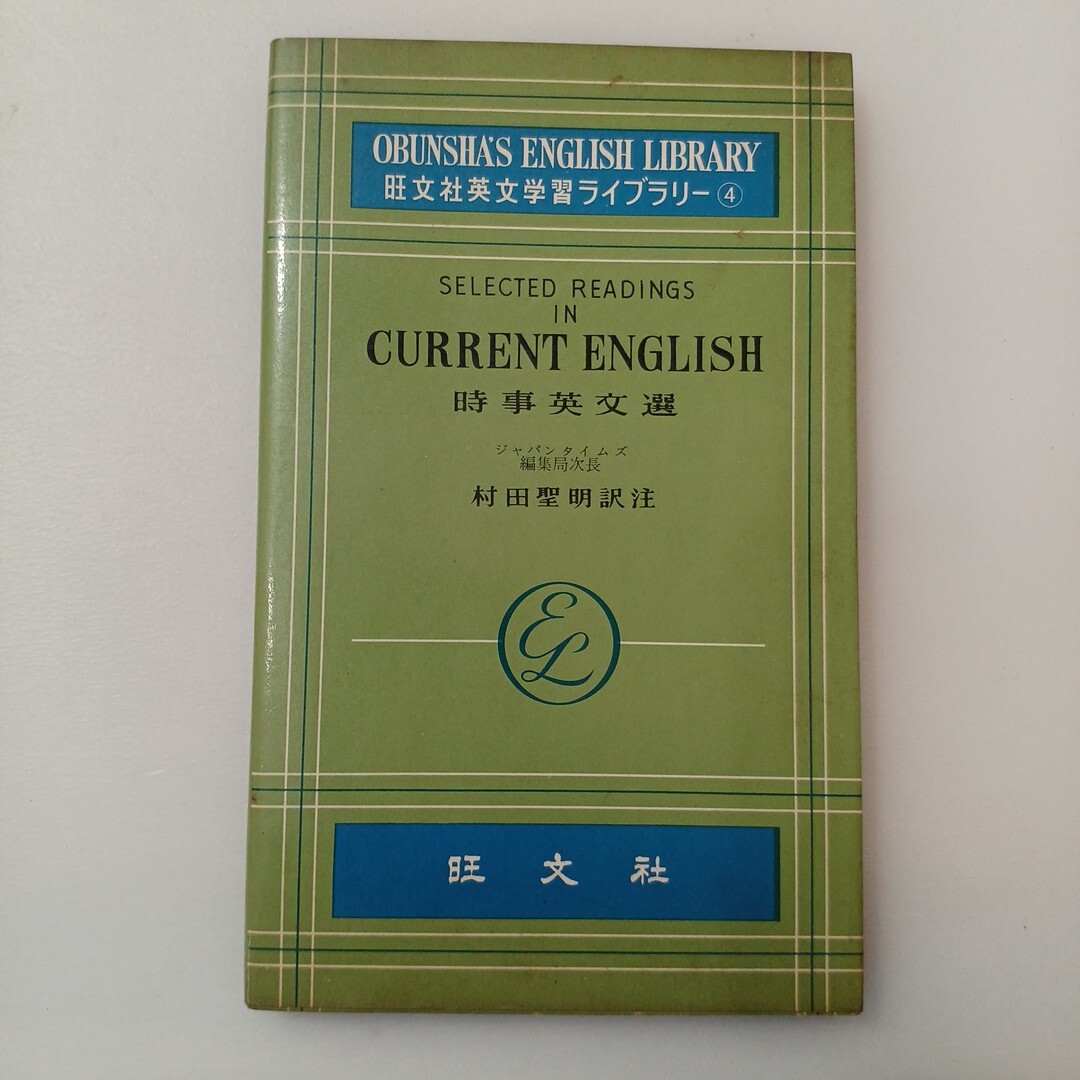 OBUNSHA'S ENGLISH LIBRARY
旺文社英文学習ライブラリー④
SELECTED READINGS
IN
CURRENT ENGLISH
時事英文選
ジャパンタイムズ
編集局次長
村田聖明訳注
EL
旺文社